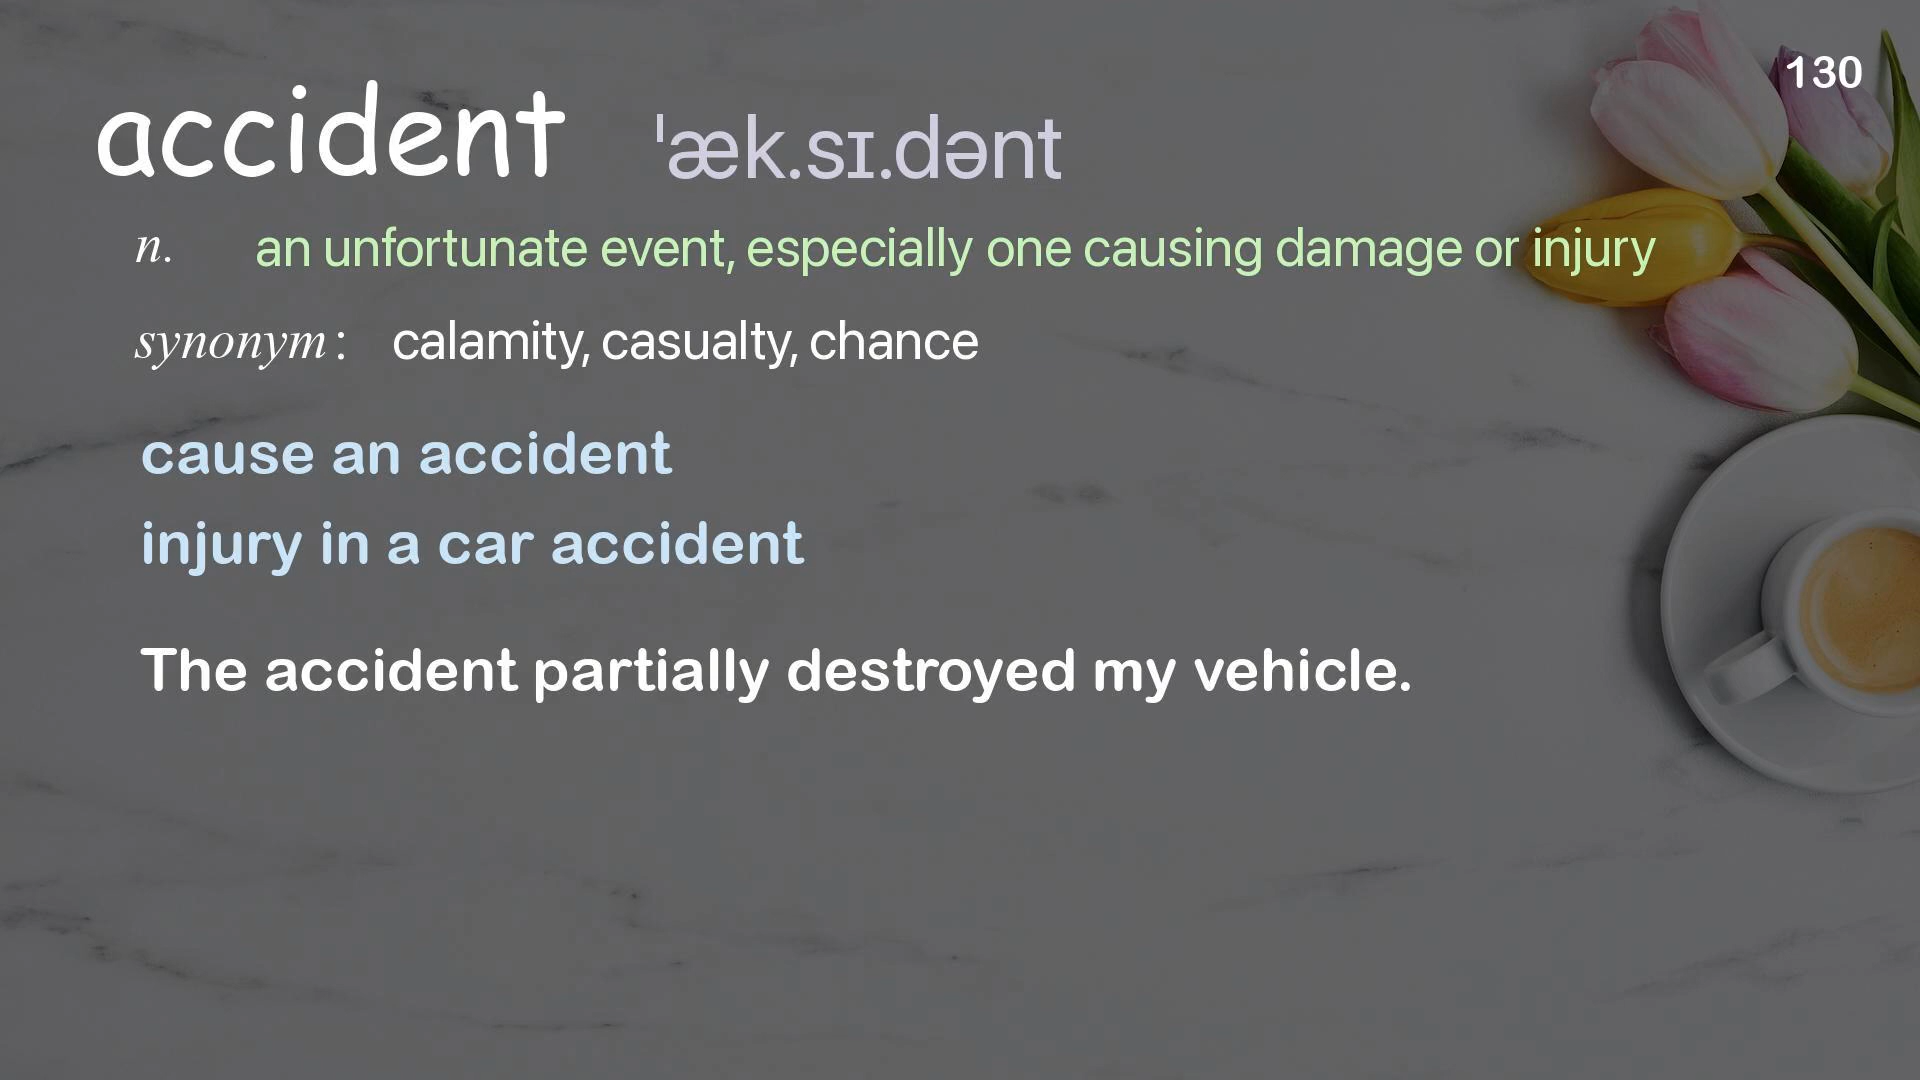 130
accident ˈæk.sɪ.dənt
n. an unfortunate event, especially one causing damage or injury
synonym: calamity, casualty, chance
cause an accident
injury in a car accident
The accident partially destroyed my vehicle.